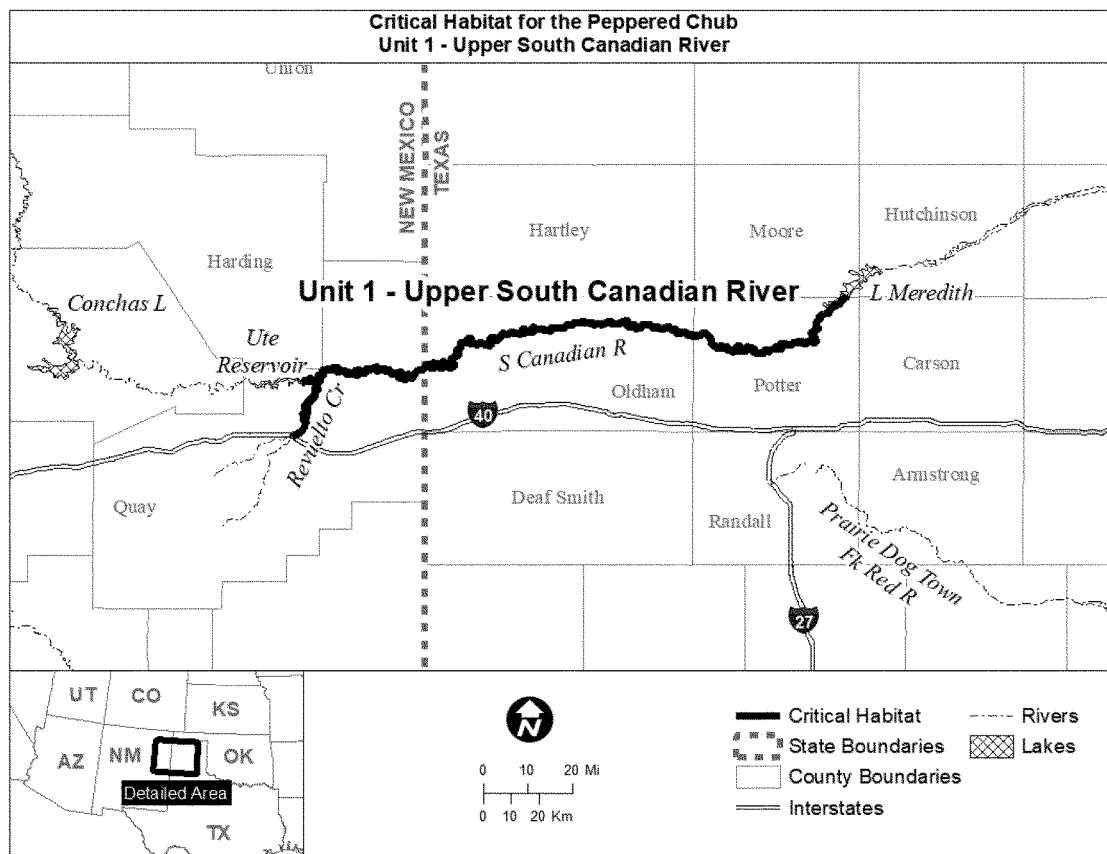 Critical Habitat for the Peppered Chub
Unit 1 - Upper South Canadian River
Union
NEW MEXICO
TEXAS
Hartley
Moore
Hutchinson
Harding
Unit 1 - Upper South Canadian River
Conchas L
L Meredith
Ute
Reservoir
S Canadian R
Revuelto Cr
Oldham
Potter
Carson
40
Quay
Deaf Smith
Randall
Armstrong
Prairie Dog Town
Fk Red R
27
UT
CO
KS
AZ
NM
OK
Detailed Area
TX
N
0 10 20 Mi
0 10 20 Km
Critical Habitat
State Boundaries
County Boundaries
Interstates
Rivers
Lakes